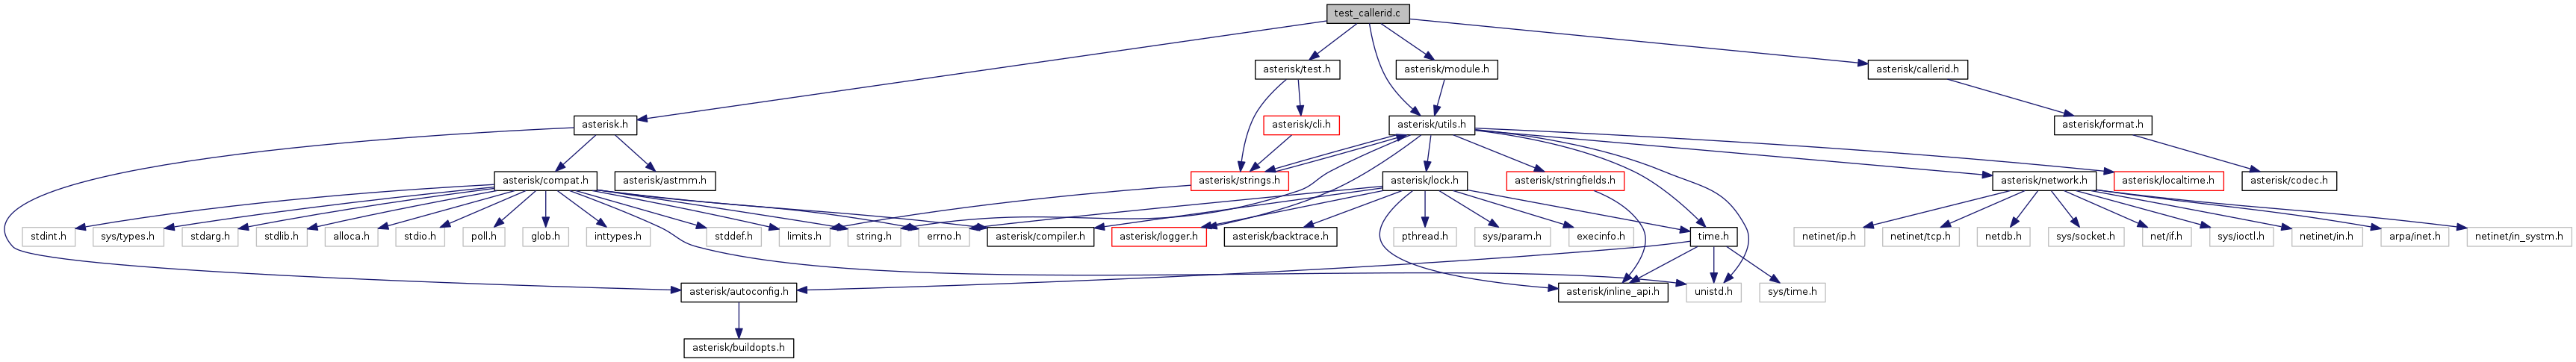 test_callerid.c
asterisk/test.h
asterisk/module.h
asterisk/callerid.h
asterisk.h
asterisk/cli.h
asterisk/utils.h
asterisk/format.h
asterisk/compat.h
asterisk/astmm.h
asterisk/strings.h
asterisk/lock.h
asterisk/stringfields.h
asterisk/network.h
asterisk/localtime.h
asterisk/codec.h
stdint.h
sys/types.h
stdarg.h
stdlib.h
alloca.h
stdio.h
poll.h
glob.h
inttypes.h
stddef.h
limits.h
string.h
errno.h
asterisk/compiler.h
asterisk/logger.h
asterisk/backtrace.h
pthread.h
sys/param.h
execinfo.h
time.h
netinet/ip.h
netinet/tcp.h
netdb.h
sys/socket.h
net/if.h
sys/ioctl.h
netinet/in.h
arpa/inet.h
netinet/in_systm.h
asterisk/autoconfig.h
asterisk/inline_api.h
unistd.h
sys/time.h
asterisk/buildopts.h